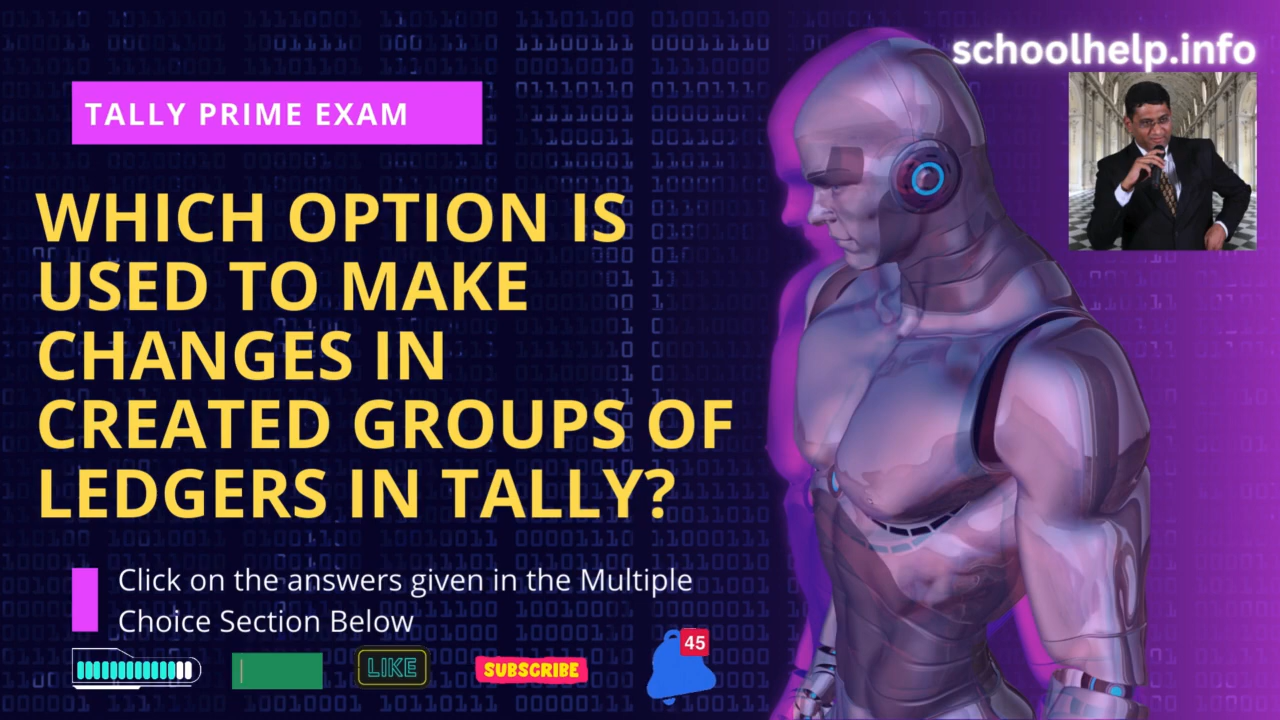 schoolhelp.info
TALLY PRIME EXAM
WHICH OPTION IS
USED TO MAKE
CHANGES IN
CREATED GROUPS OF
LEDGERS IN TALLY?
Click on the answers given in the Multiple
Choice Section Below
LIKE
SUBSCRIBE
45